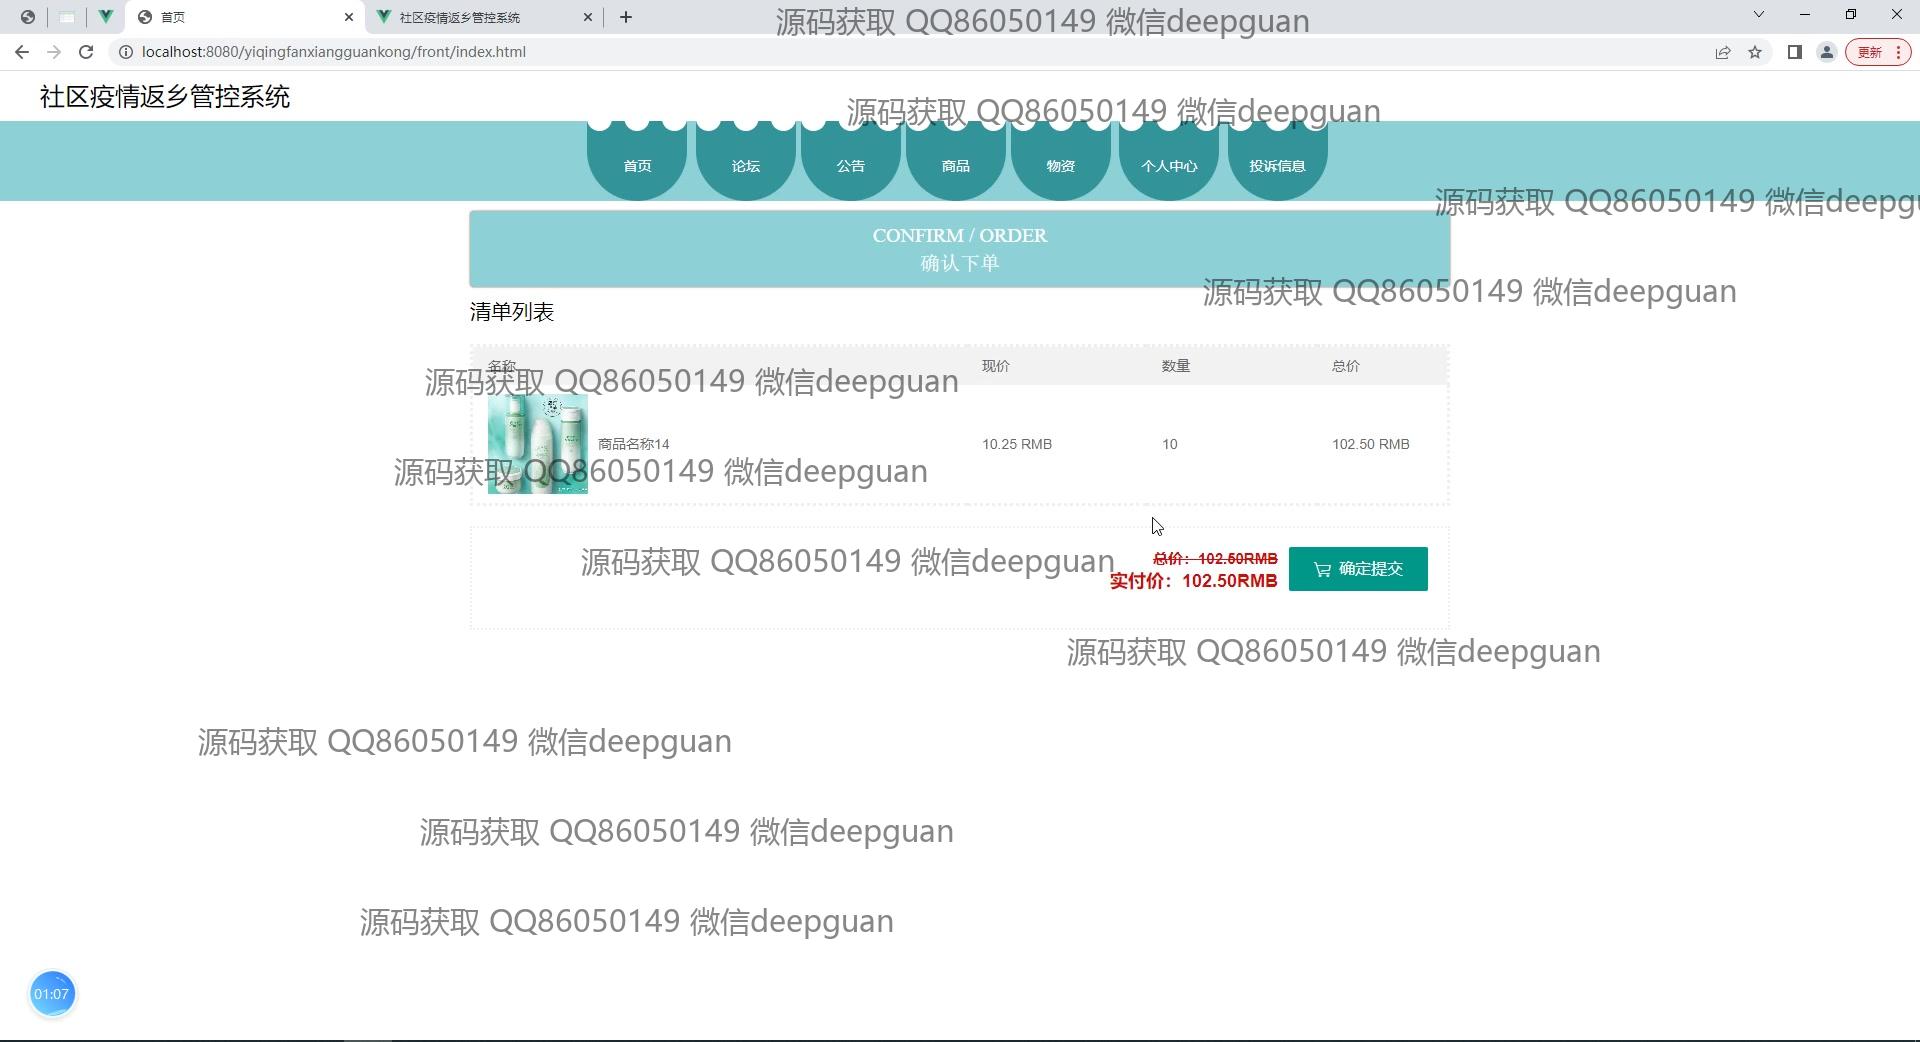 首页
社区疫情返乡管控系统
源码获取 QQ86050149 微信deepguan
localhost:8080/yiqingfanxiangguankong/front/index.html
更新
社区疫情返乡管控系统
源码获取 QQ86050149 微信deepguan
首页
论坛
公告
商品
物资
个人中心
投诉信息
源码获取 QQ86050149 微信deepgu
CONFIRM / ORDER
确认下单
源码获取 QQ86050149 微信deepguan
清单列表
名称
现价
数量
总价
源码获取 QQ86050149 微信deepguan
商品名称14
10.25 RMB
10
102.50 RMB
源码获取 QQ86050149 微信deepguan
总价：102.50RMB
源码获取 QQ86050149 微信deepguan
确定提交
实付价：102.50RMB
源码获取 QQ86050149 微信deepguan
源码获取 QQ86050149 微信deepguan
源码获取 QQ86050149 微信deepguan
源码获取 QQ86050149 微信deepguan
01:07